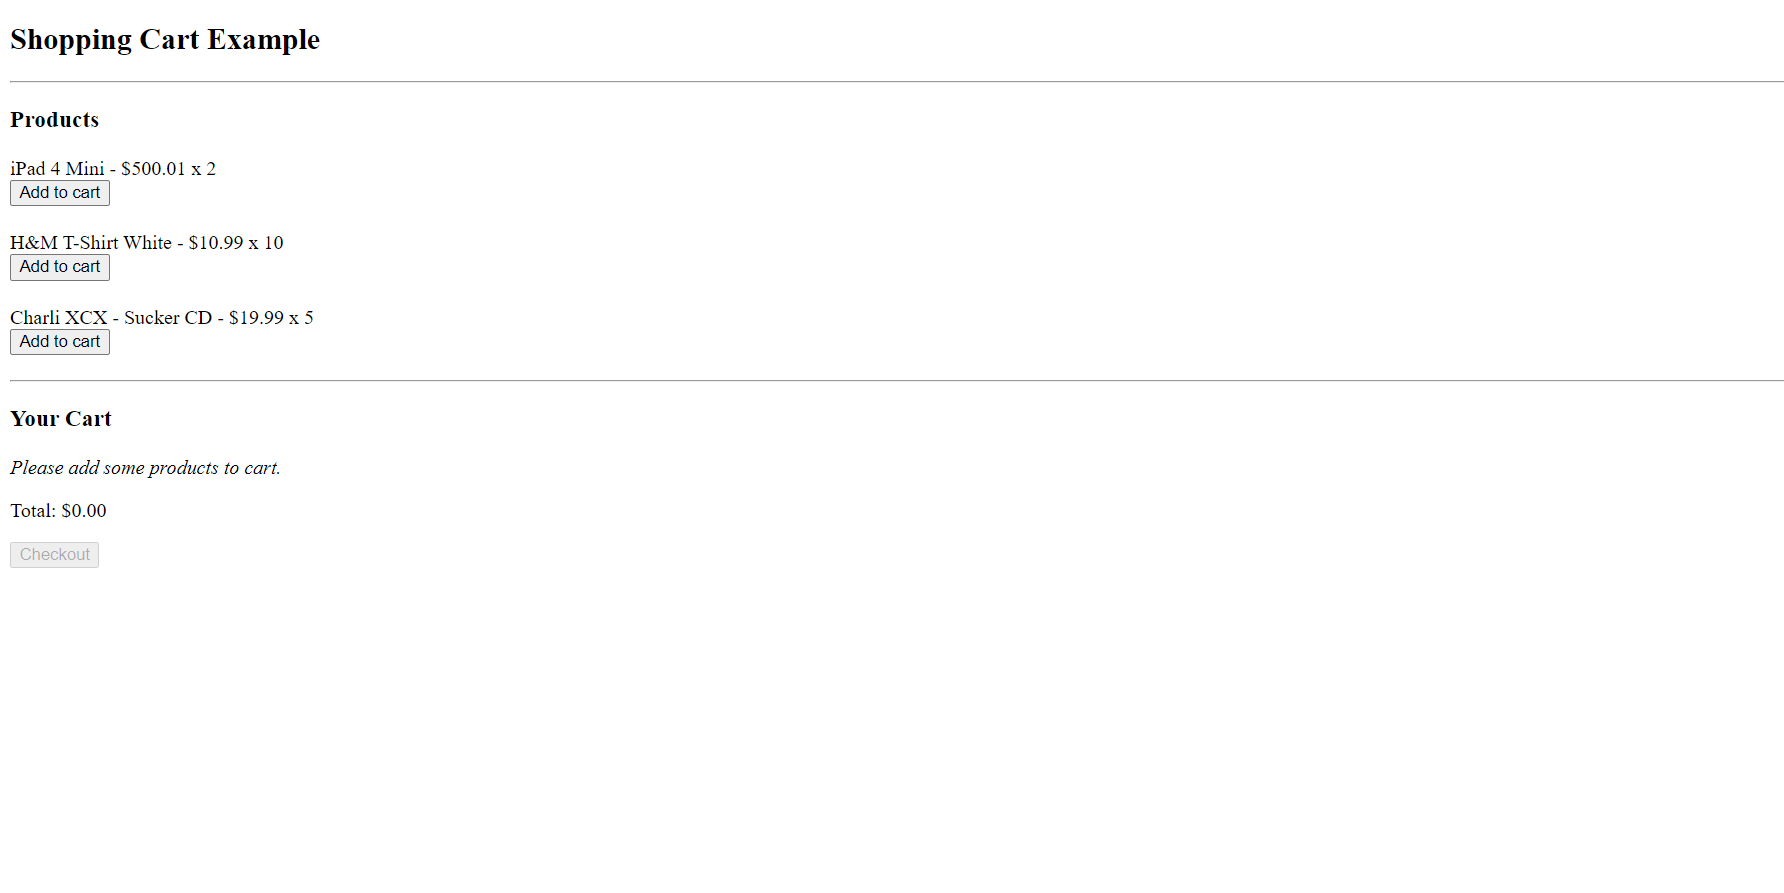 Shopping Cart Example
Products
iPad 4 Mini - $500.01 x 2
Add to cart
H&M T-Shirt White - $10.99 x 10
Add to cart
Charli XCX - Sucker CD - $19.99 x 5
Add to cart
Your Cart
Please add some products to cart.
Total: $0.00
Checkout